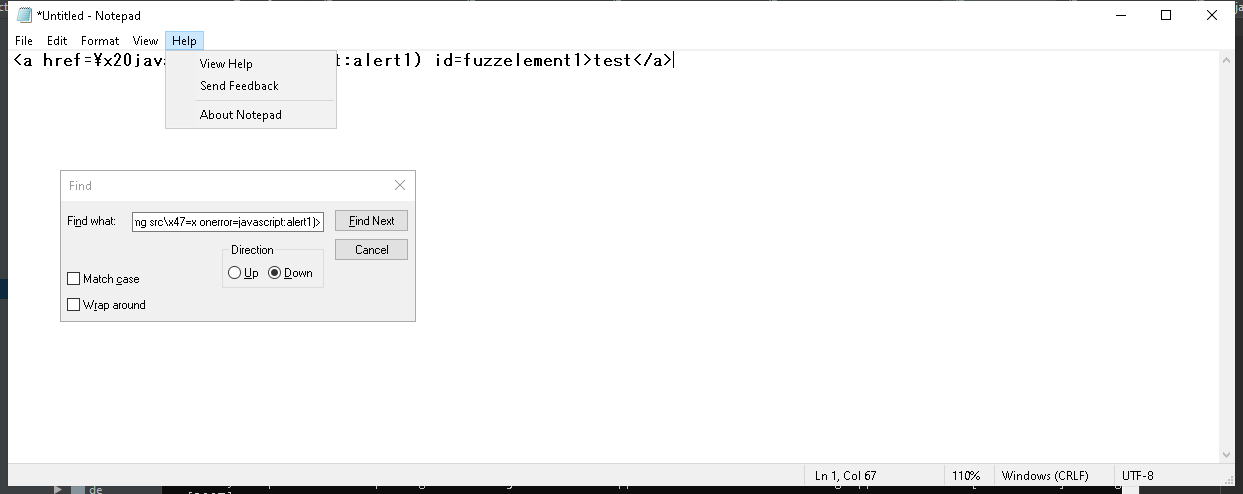 *Untitled - Notepad
File Edit Format View Help
<a href=¥x20jav t:alert1) id=fuzzelement1>test</a>
View Help
Send Feedback
About Notepad
Find
Find what: mg src\x47=x onerror=javascript:alert1)> Find Next
Direction Cancel
Up Down
Match case
Wrap around
Ln 1, Col 67 110% Windows (CRLF) UTF-8
de